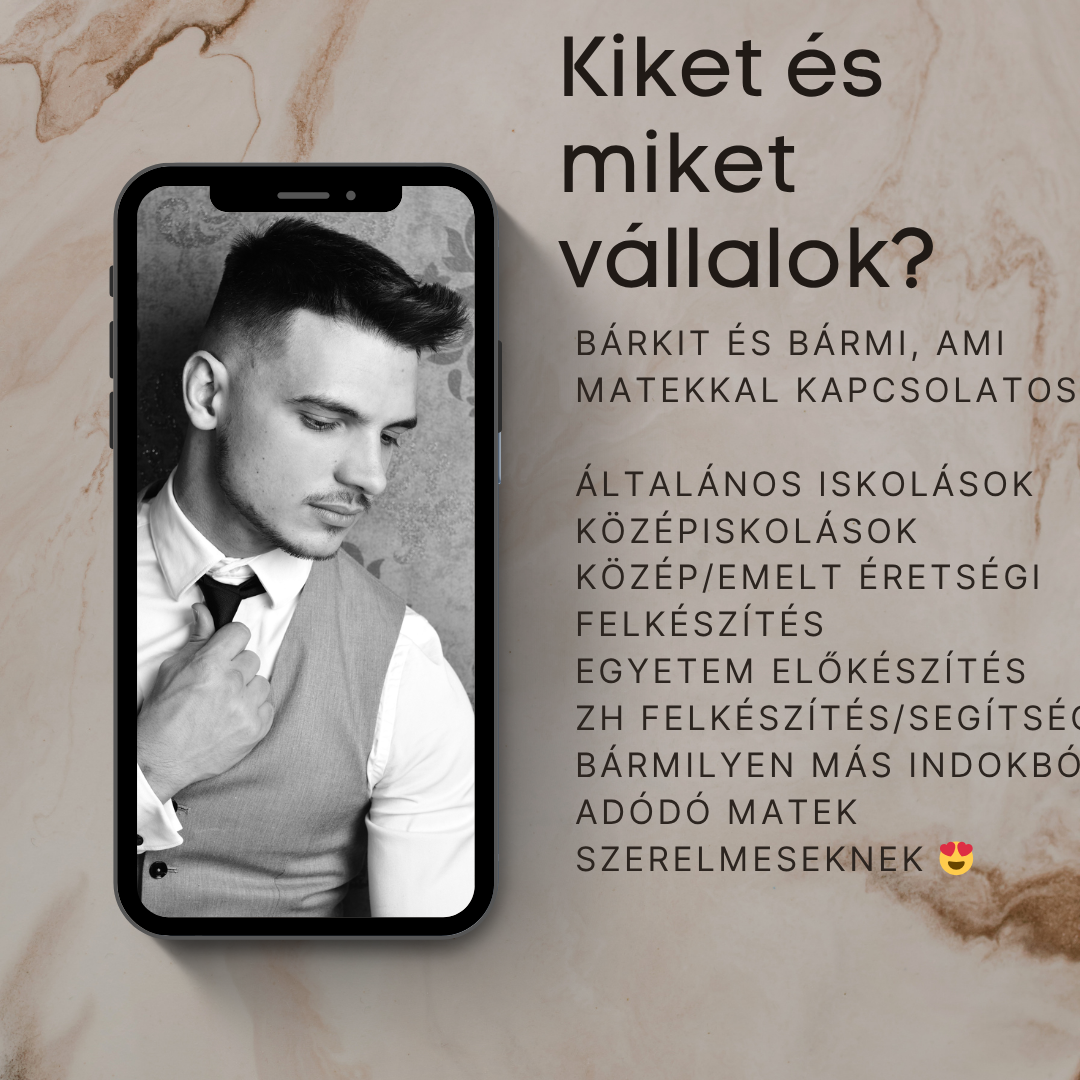 Kiket és
miket
vállalok?
BÁRKIT ÉS BÁRMI, AMI
MATEKKAL KAPCSOLATOS
ÁLTALÁNOS ISKOLÁSOK
KÖZÉPISKOLÁSOK
KÖZÉP/EMELT ÉRETSÉGI
FELKÉSZÍTÉS
EGYETEM ELŐKÉSZÍTÉS
ZH FELKÉSZÍTÉS/SEGÍTSÉG
BÁRMILYEN MÁS INDOKBÓ
ADÓDÓ MATEK
SZERELMESEKNEK 😍